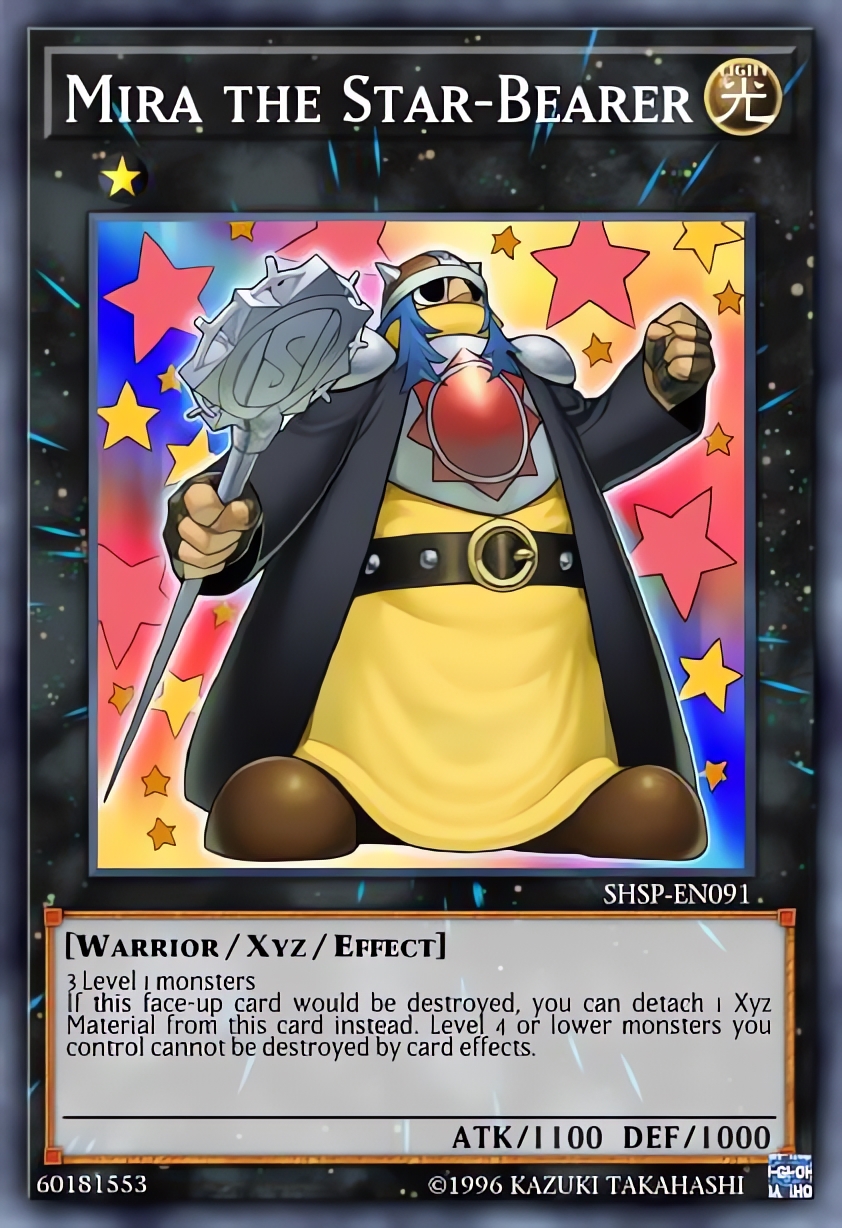 MIRA THE STAR-BEARER
LIGHT
光
SHSP-EN091
[WARRIOR/XYZ/EFFECT]
3 Level 1 monsters
If this face-up card would be destroyed, you can detach 1 Xyz
Material from this card instead. Level 4 or lower monsters you
control cannot be destroyed by card effects.
ATK/1100 DEF/1000
60181553
©1996 KAZUKI TAKAHASHI